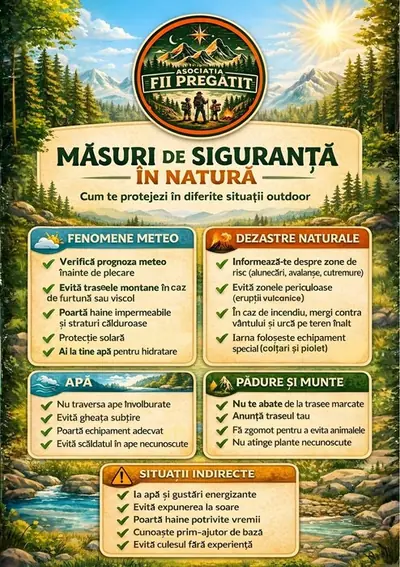 ASOCIATIA
FII PREGATIT
MĂSURI DE SIGURANȚĂ
ÎN NATURĂ
Cum te protejezi în diferite situații outdoor
FENOMENE METEO
Verifică prognoza meteo
înainte de plecare
Evită traseele montane în caz
de furtună sau viscol
Poartă haine impermeabile
și straturi călduroase
Protecție solară
Ai la tine apă pentru hidratare
DEZASTRE NATURALE
Informează-te despre zone de
risc (alunecări, avalanșe, cutremure)
Evită zonele periculoase
(erupții vulcanice)
În caz de incendiu, mergi contra
vântului și urcă pe teren înalt
Iarna folosește echipament
special (colțari și piolet)
APĂ
Nu traversa ape învolburate
Evită gheața subțire
Poartă echipament adecvat
Evită scăldatul în ape necunoscute
PĂDURE ȘI MUNTE
Nu te abate de la trasee marcate
Anunță traseul tau
Fă zgomot pentru a evita animalele
Nu atinge plante necunoscute
SITUAȚII INDIRECTE
Ia apă și gustări energizante
Evită expunerea la soare
Poartă haine potrivite vremii
Cunoaște prim-ajutor de bază
Evită culesul fără experiență